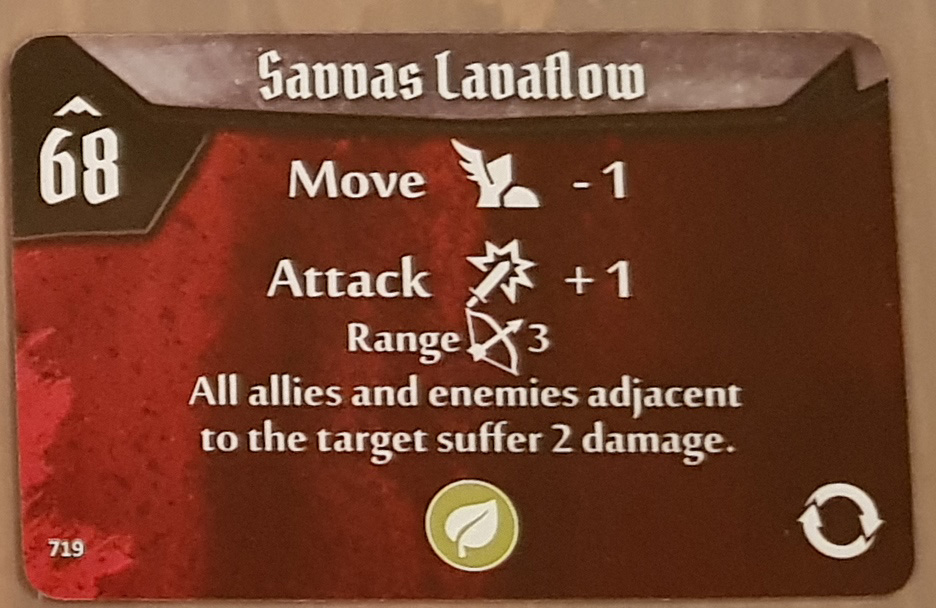 Savvas Lavaflow
68
Move - 1
Attack + 1
Range 3
All allies and enemies adjacent
to the target suffer 2 damage.
719